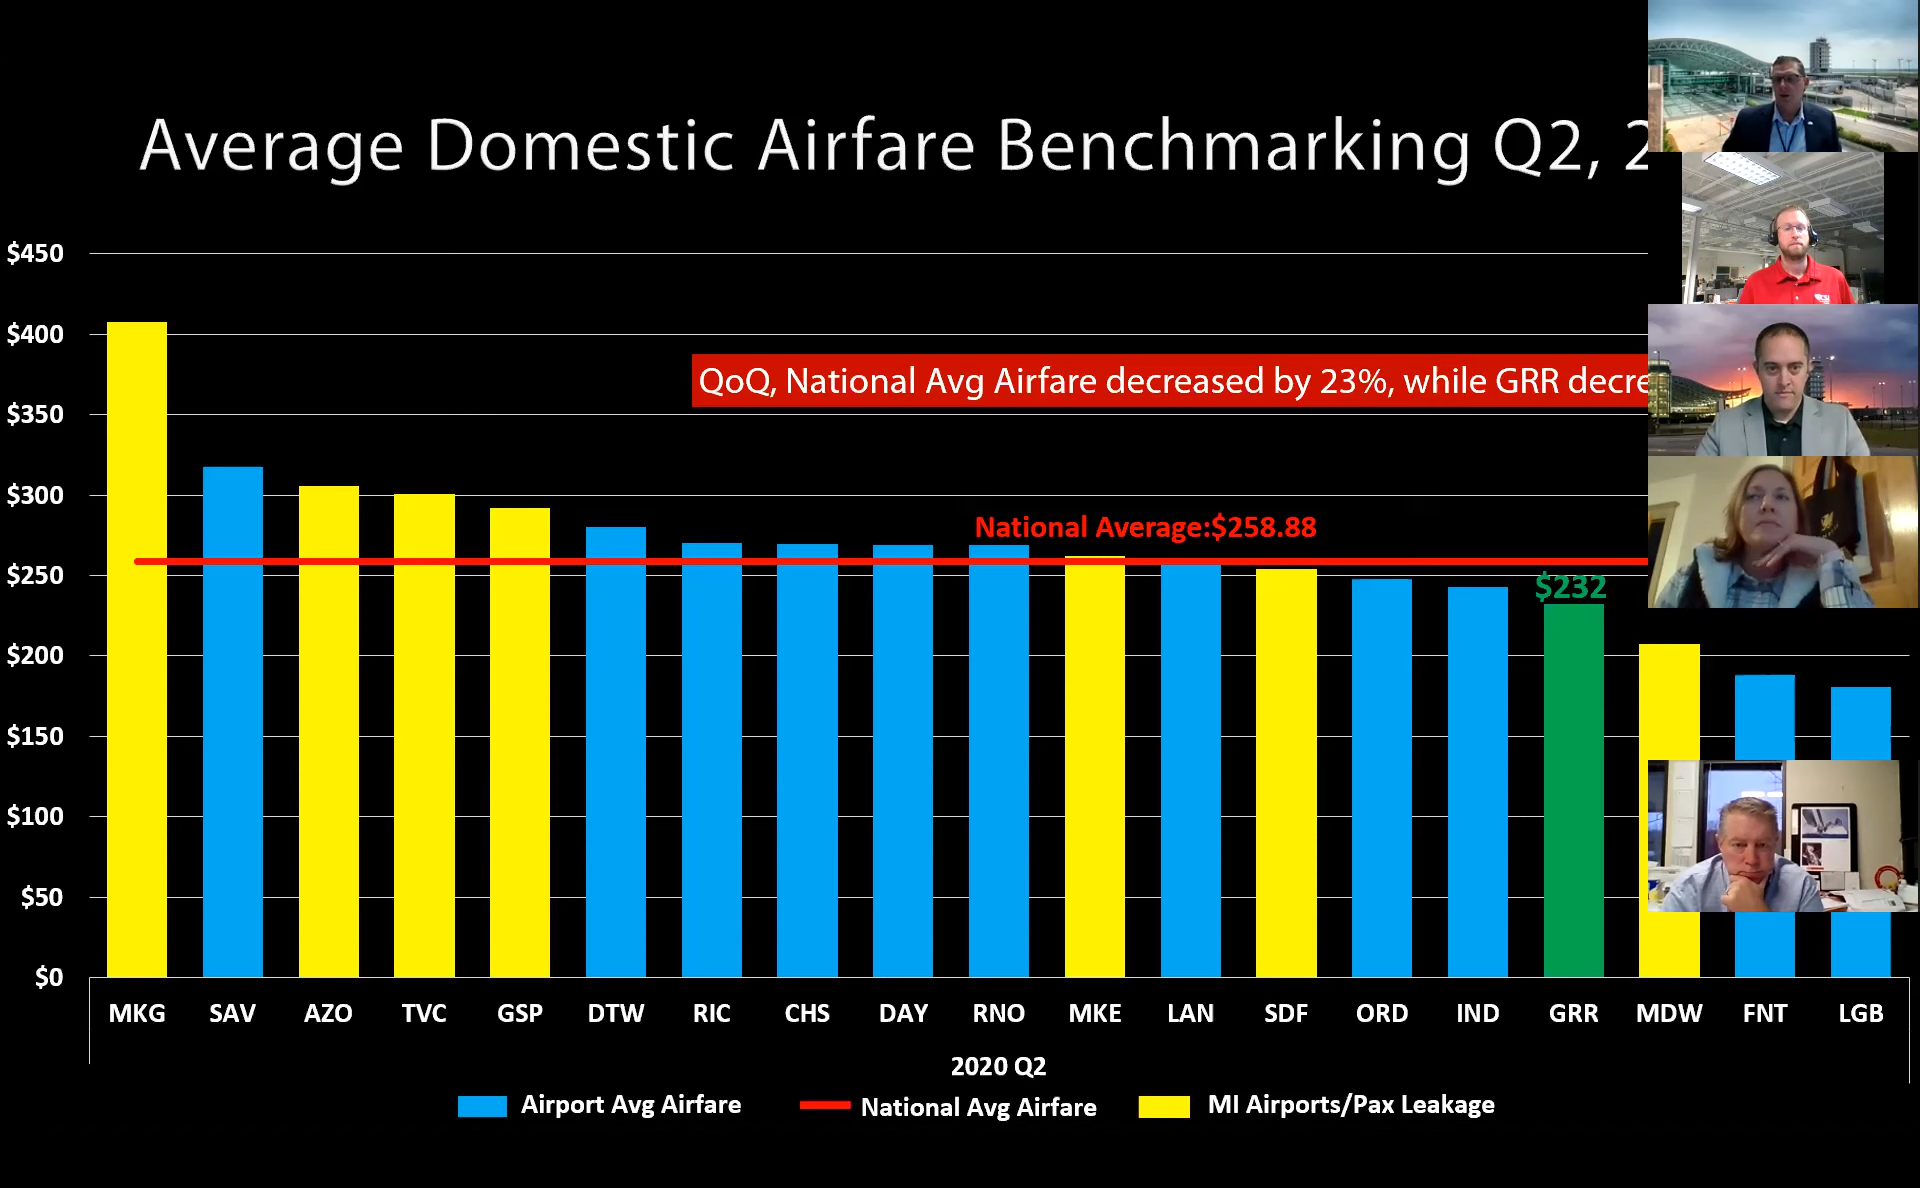 Average Domestic Airfare Benchmarking Q2, 2
$450
$400
QoQ, National Avg Airfare decreased by 23%, while GRR decre
$350
$300
National Average:$258.88
$250
$232
$200
$150
$100
$50
$0
MKG SAV AZO TVC GSP DTW RIC CHS DAY RNO MKE LAN SDF ORD IND GRR MDW FNT LGB
2020 Q2
Airport Avg Airfare National Avg Airfare MI Airports/Pax Leakage